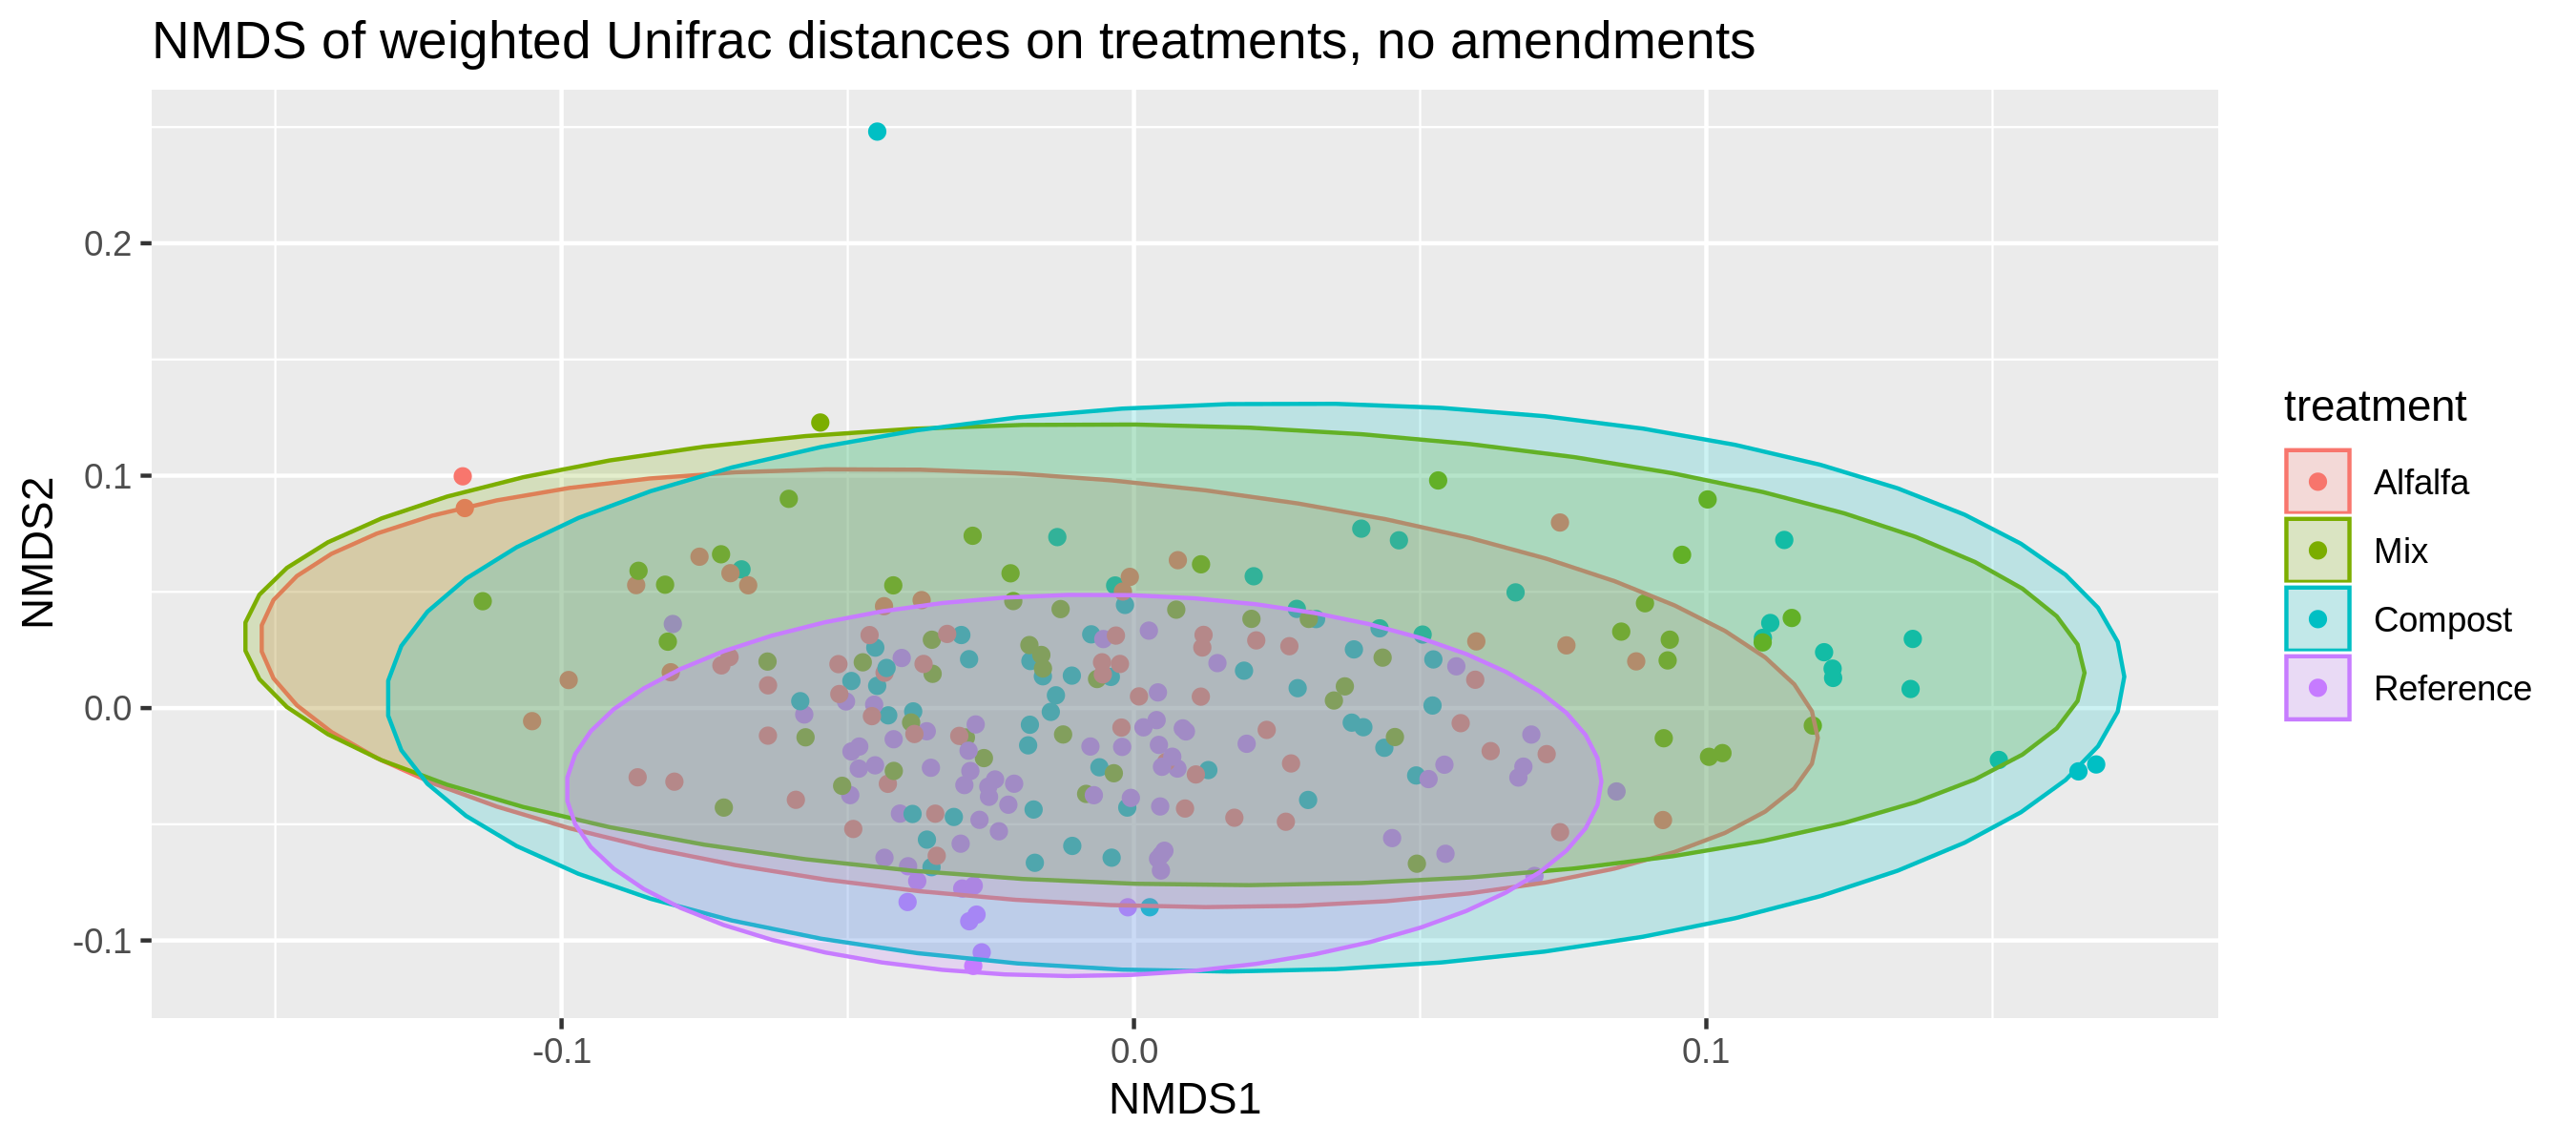 NMDS of weighted Unifrac distances on treatments, no amendments
NMDS2
0.2
0.1
0.0
-0.1
-0.1
0.0
0.1
NMDS1
treatment
Alfalfa
Mix
Compost
Reference